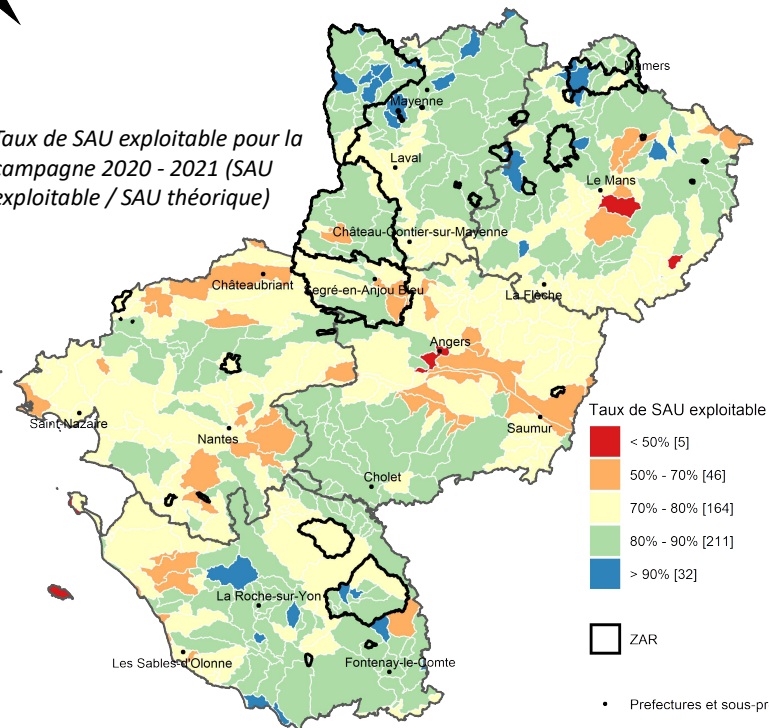 Taux de SAU exploitable pour la
campagne 2020 - 2021 (SAU
exploitable / SAU théorique)
Mamers
Mayenne
Laval
Le Mans
Château-Gontier-sur-Mayenne
Châteaubriant
Segré-en-Anjou Bleu
La Flèche
Angers
Saint-Nazaire
Nantes
Saumur
Cholet
La Roche-sur-Yon
Les Sables-d'Olonne
Fontenay-le-Comte
Taux de SAU exploitable
< 50% [5]
50% - 70% [46]
70% - 80% [164]
80% - 90% [211]
> 90% [32]
ZAR
Prefectures et sous-pr